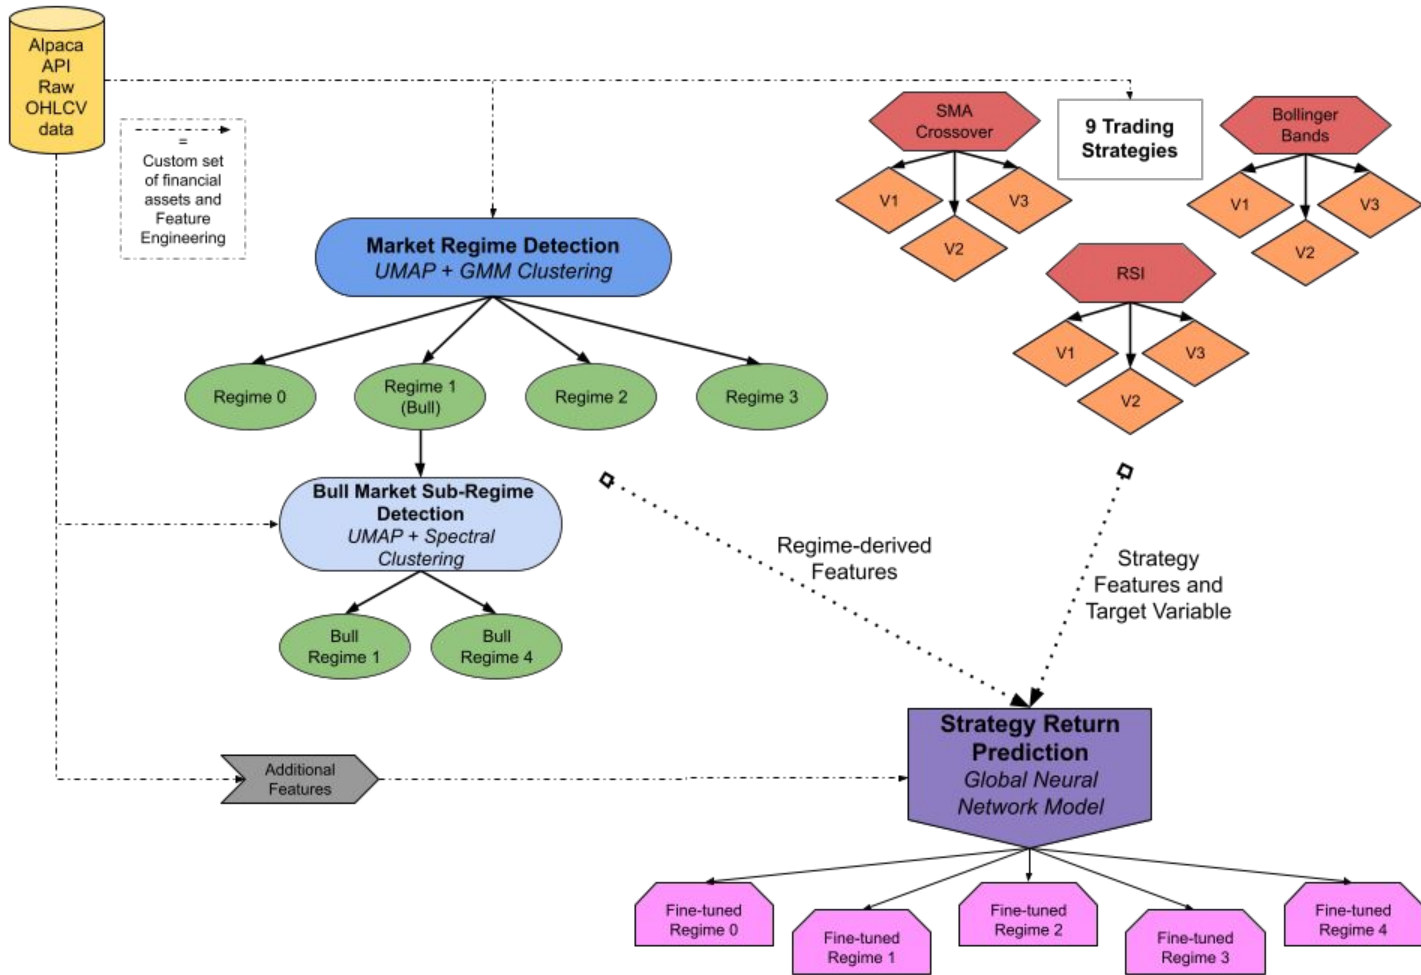 Alpaca
API
Raw
OHLCV
data
=
Custom set
of financial
assets and
Feature
Engineering
SMA
Crossover
V1
V2
V3
9 Trading
Strategies
Bollinger
Bands
V1
V2
V3
RSI
V1
V2
V3
Market Regime Detection
UMAP + GMM Clustering
Regime 0
Regime 1
(Bull)
Regime 2
Regime 3
Bull Market Sub-Regime
Detection
UMAP + Spectral
Clustering
Bull
Regime 1
Bull
Regime 4
Regime-derived
Features
Strategy
Features and
Target Variable
Additional
Features
Strategy Return
Prediction
Global Neural
Network Model
Fine-tuned
Regime 0
Fine-tuned
Regime 1
Fine-tuned
Regime 2
Fine-tuned
Regime 3
Fine-tuned
Regime 4